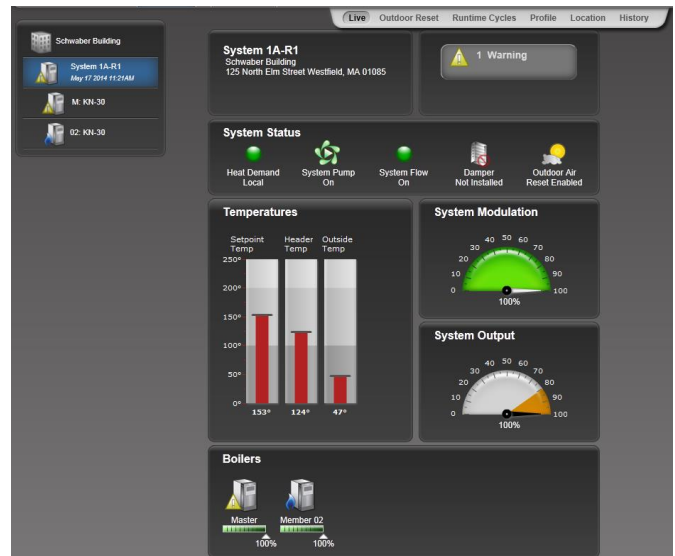 Live Outdoor Reset Runtime Cycles Profile Location History
Schwaber Building
System 1A-R1
May 17 2014 11:21AM
M: KN-30
02: KN-30
System 1A-R1
Schwaber Building
125 North Elm Street Westfield, MA 01085
1 Warning
System Status
Heat Demand
Local
System Pump
On
System Flow
On
Damper
Not Installed
Outdoor Air
Reset Enabled
Temperatures
Setpoint
Temp
Header
Temp
Outside
Temp
250°
200°
150°
100°
50°
0°
153° 124° 47°
System Modulation
0 10 20 30 40 50 60 70 80 90 100
100%
System Output
0 10 20 30 40 50 60 70 80 90 100
100%
Boilers
Master
100%
Member 02
100%